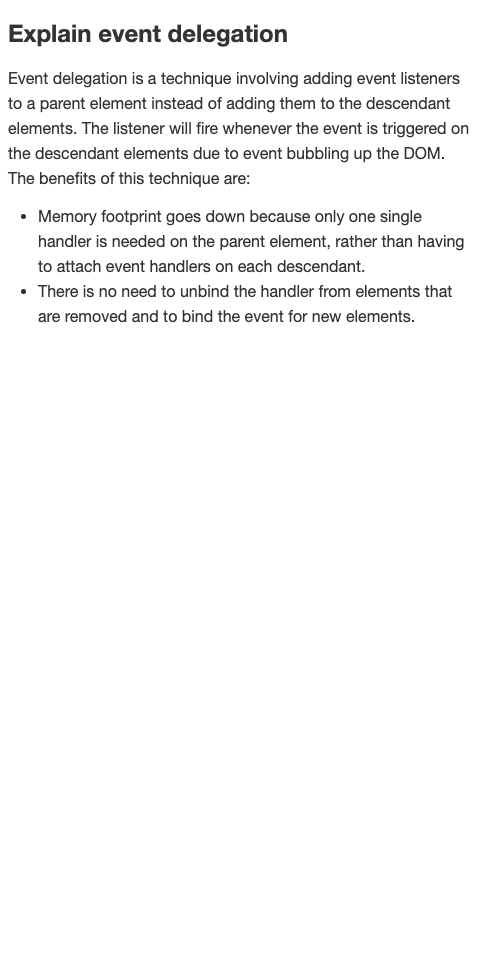 Explain event delegation
Event delegation is a technique involving adding event listeners
to a parent element instead of adding them to the descendant
elements. The listener will fire whenever the event is triggered on
the descendant elements due to event bubbling up the DOM.
The benefits of this technique are:
• Memory footprint goes down because only one single
handler is needed on the parent element, rather than having
to attach event handlers on each descendant.
• There is no need to unbind the handler from elements that
are removed and to bind the event for new elements.